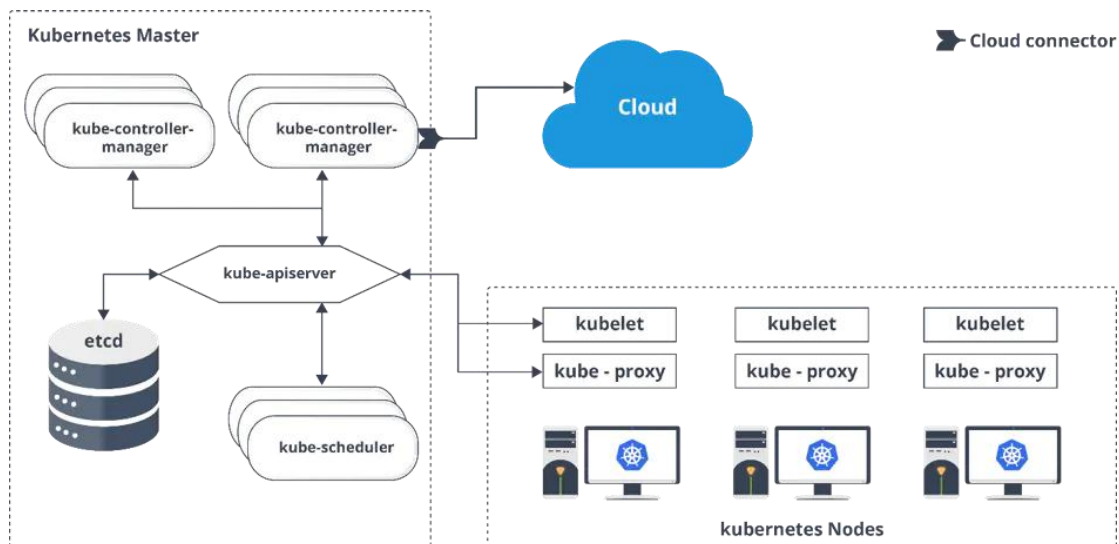 Kubernetes Master
Cloud connector
kube-controller-
manager
kube-controller-
manager
Cloud
kube-apiserver
etcd
kubelet
kubelet
kubelet
kube - proxy
kube - proxy
kube - proxy
kube-scheduler
kubernetes Nodes